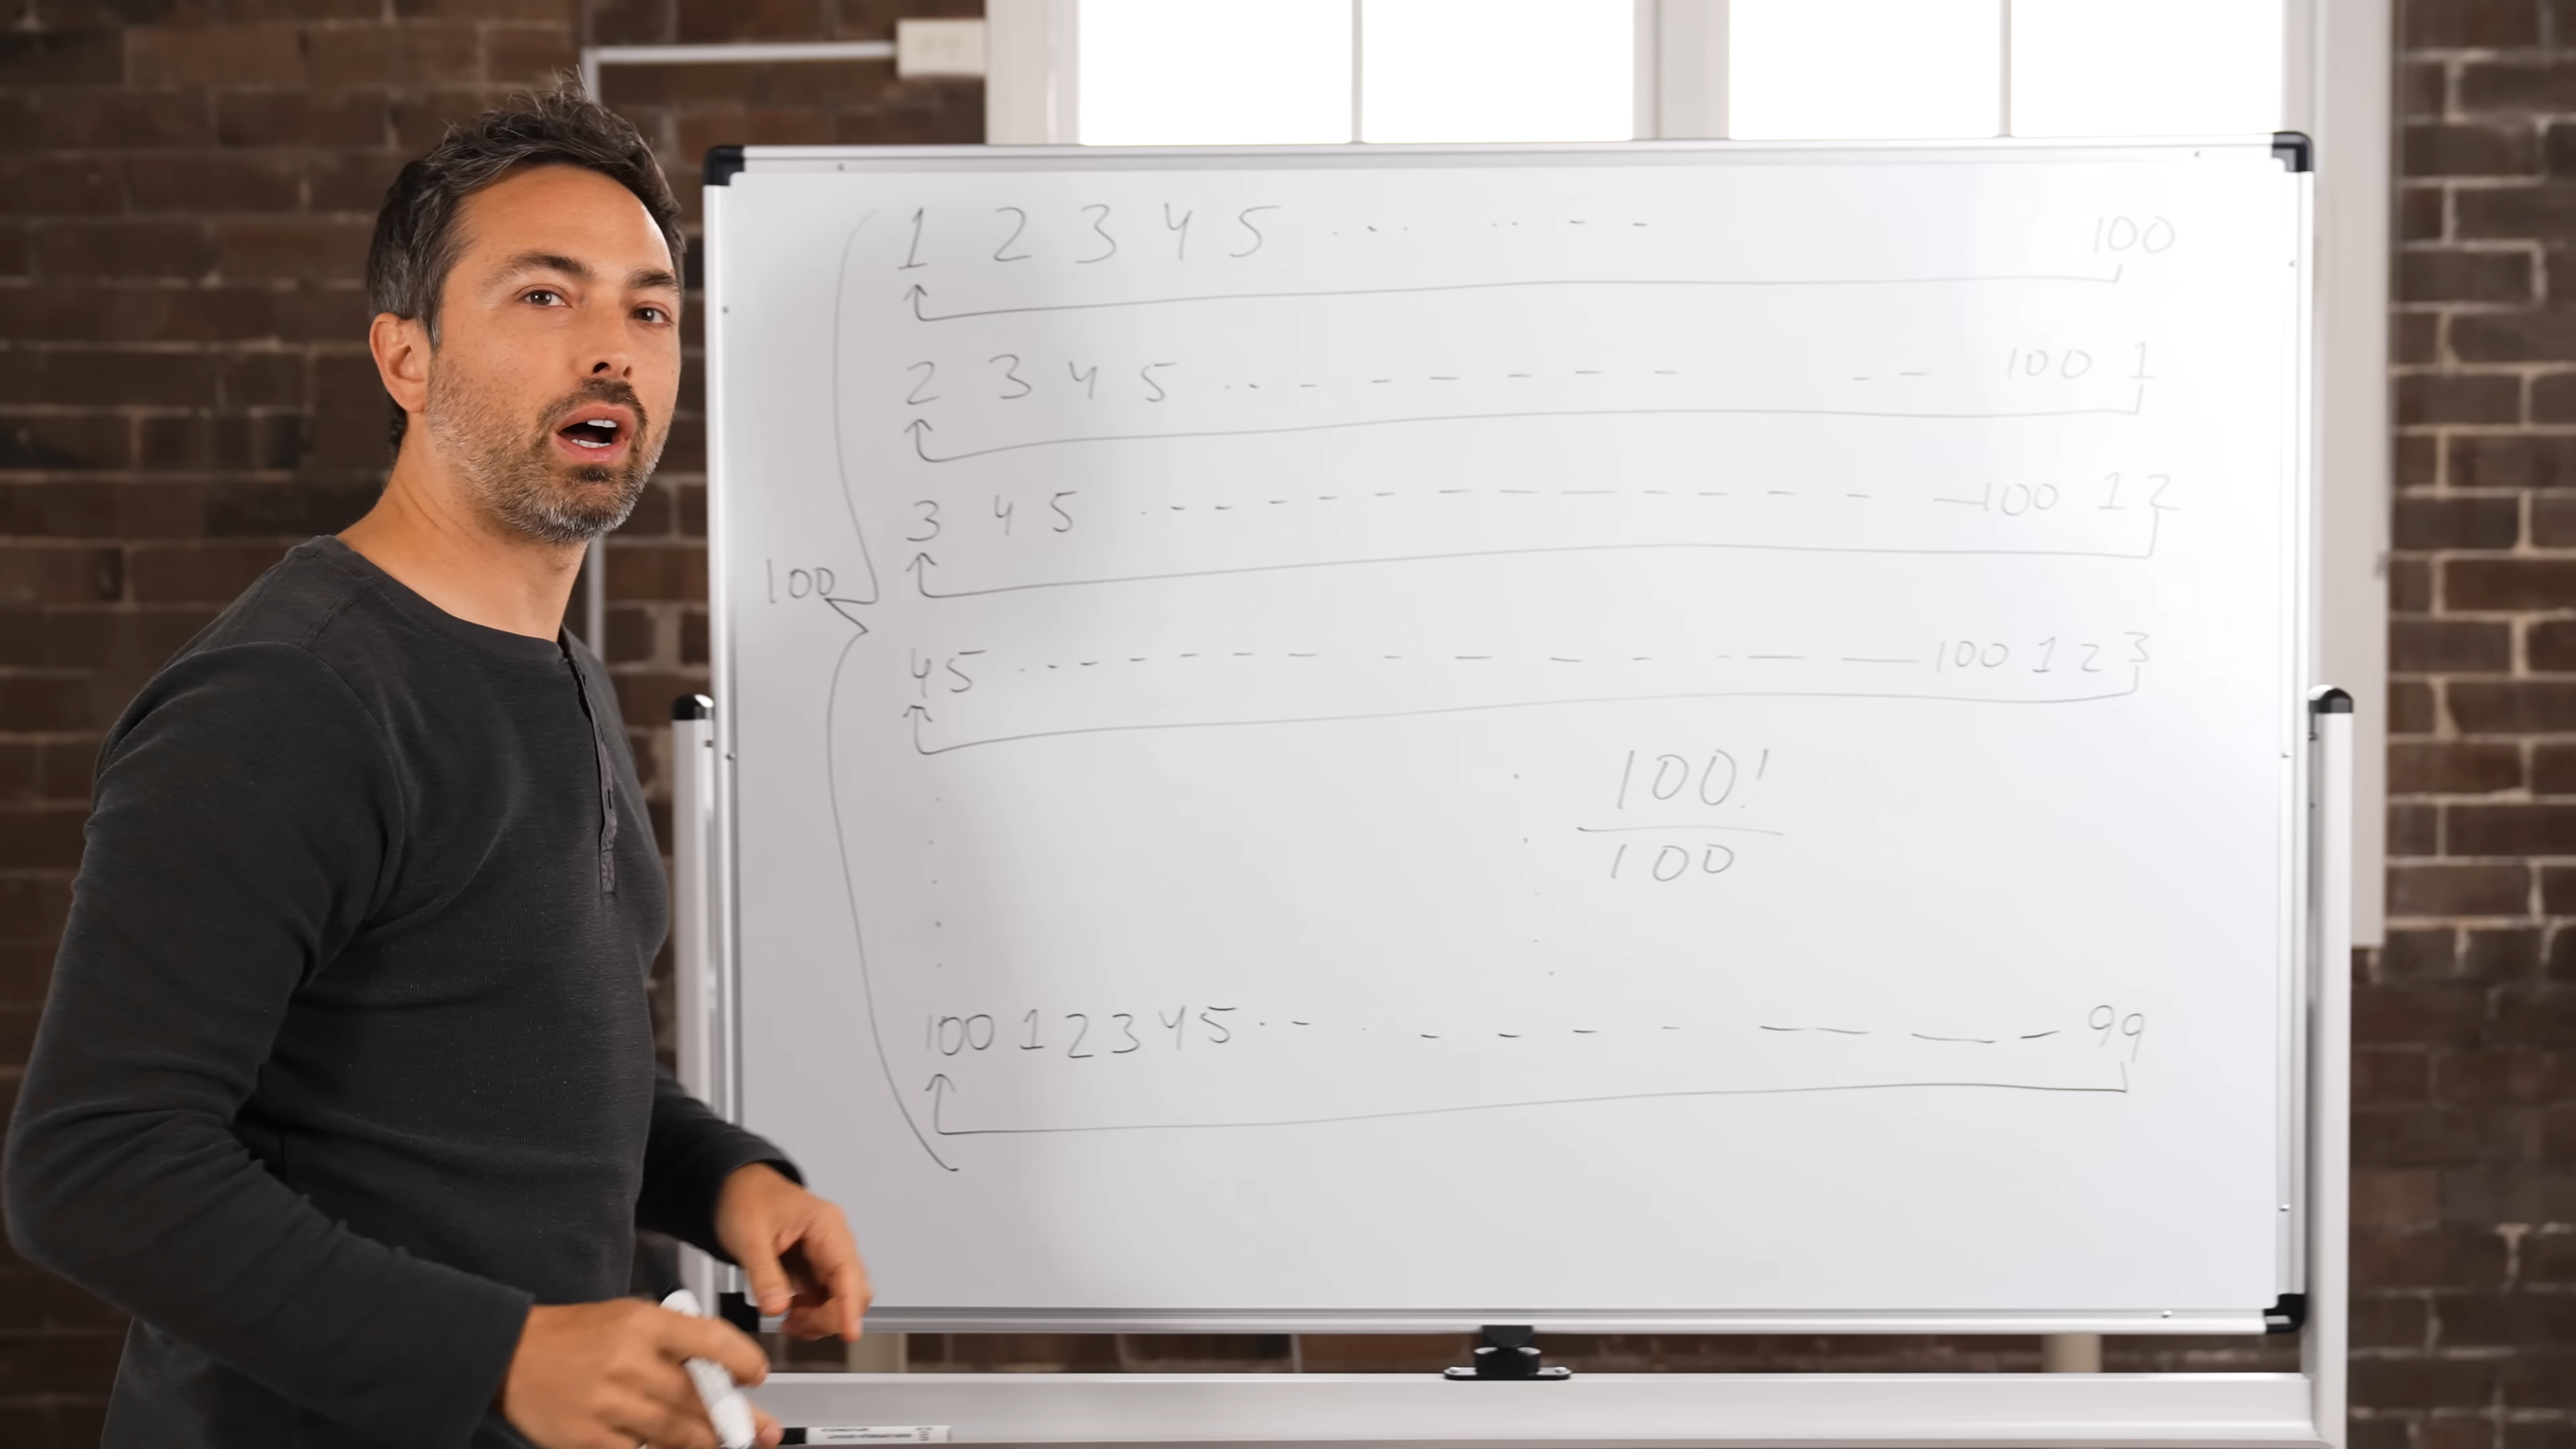 1 2 3 4 5 ... .. - - 100
2 3 4 5 .. - - - - - - - - 100 1
100 3 4 5 . - - - - - - - - - - - - 100 1 2
4 5 ... - - - - - - - - - - - 100 1 2 3
100!
100
100 1 2 3 4 5 - - . - - - - - - - - 99